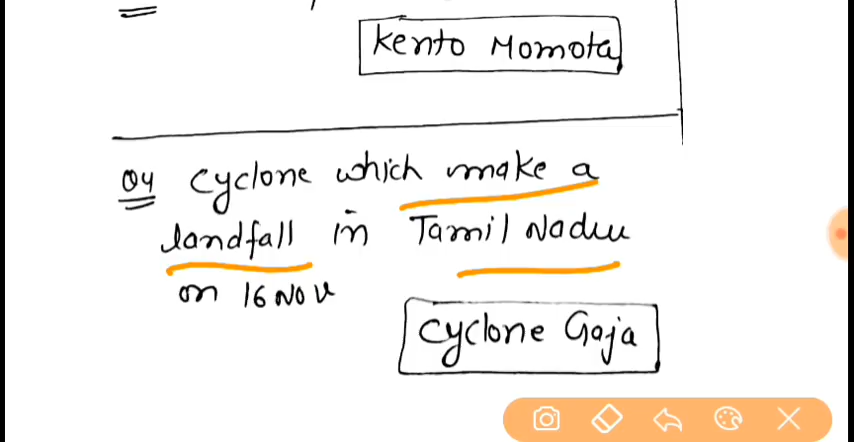 Kento Momota
Q4 Cyclone which make a
landfall in Tamil Nadu
on 16 Nov
Cyclone Gaja